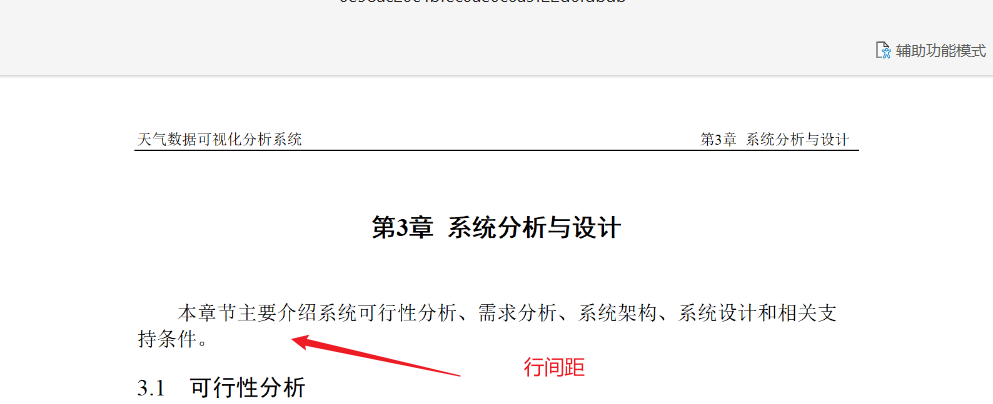 辅助功能模式
天气数据可视化分析系统 第3章 系统分析与设计
第3章 系统分析与设计
本章节主要介绍系统可行性分析、需求分析、系统架构、系统设计和相关支
持条件。
行间距
3.1 可行性分析